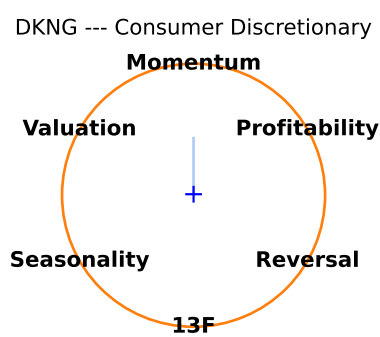 DKNG --- Consumer Discretionary
Momentum
Valuation
Profitability
Seasonality
Reversal
13F